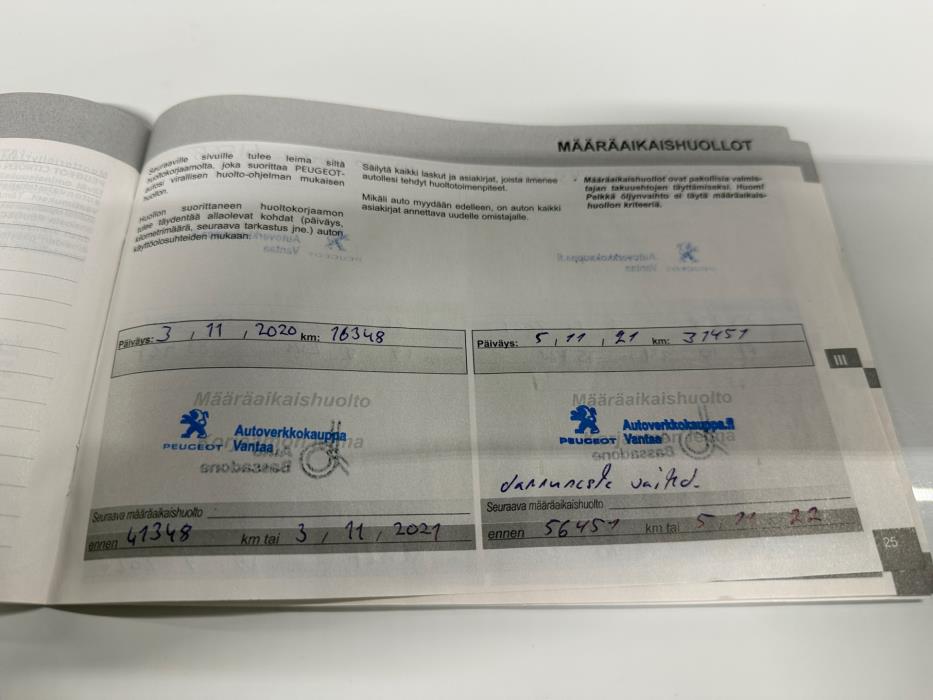 MÄÄRÄAIKAISHUOLLOT
Seuraaville sivuille tulee leima siltä
huoltokorjaamolta, joka suorittaa PEUGEOT-
autosi virallisen huolto-ohjelman mukaisen
huollon.
Huollon suorittaneen huoltokorjaamon
tulee täydentää allaolevat kohdat (päiväys,
kilometrimäärä, seuraava tarkastus jne.) auton
käyttöolosuhteiden mukaan:
Säilytä kaikki laskut ja asiakirjat, joista ilmenee
autollesi tehdyt huoltotoimenpiteet.
Mikäli auto myydään edelleen, on auton kaikki
asiakirjat annettava uudelle omistajalle.
Määräaikaishuollot ovat pakollisia valmis-
tajan takuuehtojen täyttämiseksi. Huom!
Pelkkä öljynvaihto ei täytä määräaikais-
huollon kriteeriä.
Päiväys: 3 , 11 , 2020 km: 16348
Määräaikaishuolto
Autoverkkokauppa
PEUGEOT Vantaa
Seuraava määräaikaishuolto
ennen 41348 km tai 3 , 11 , 2021
Päiväys: 5 , 11 , 21 km: 31451
Määräaikaishuolto
Autoverkkokauppa.fi
PEUGEOT Vantaa
Seuraava määräaikaishuolto
ennen 56451 km tai 5 11 22
III
25